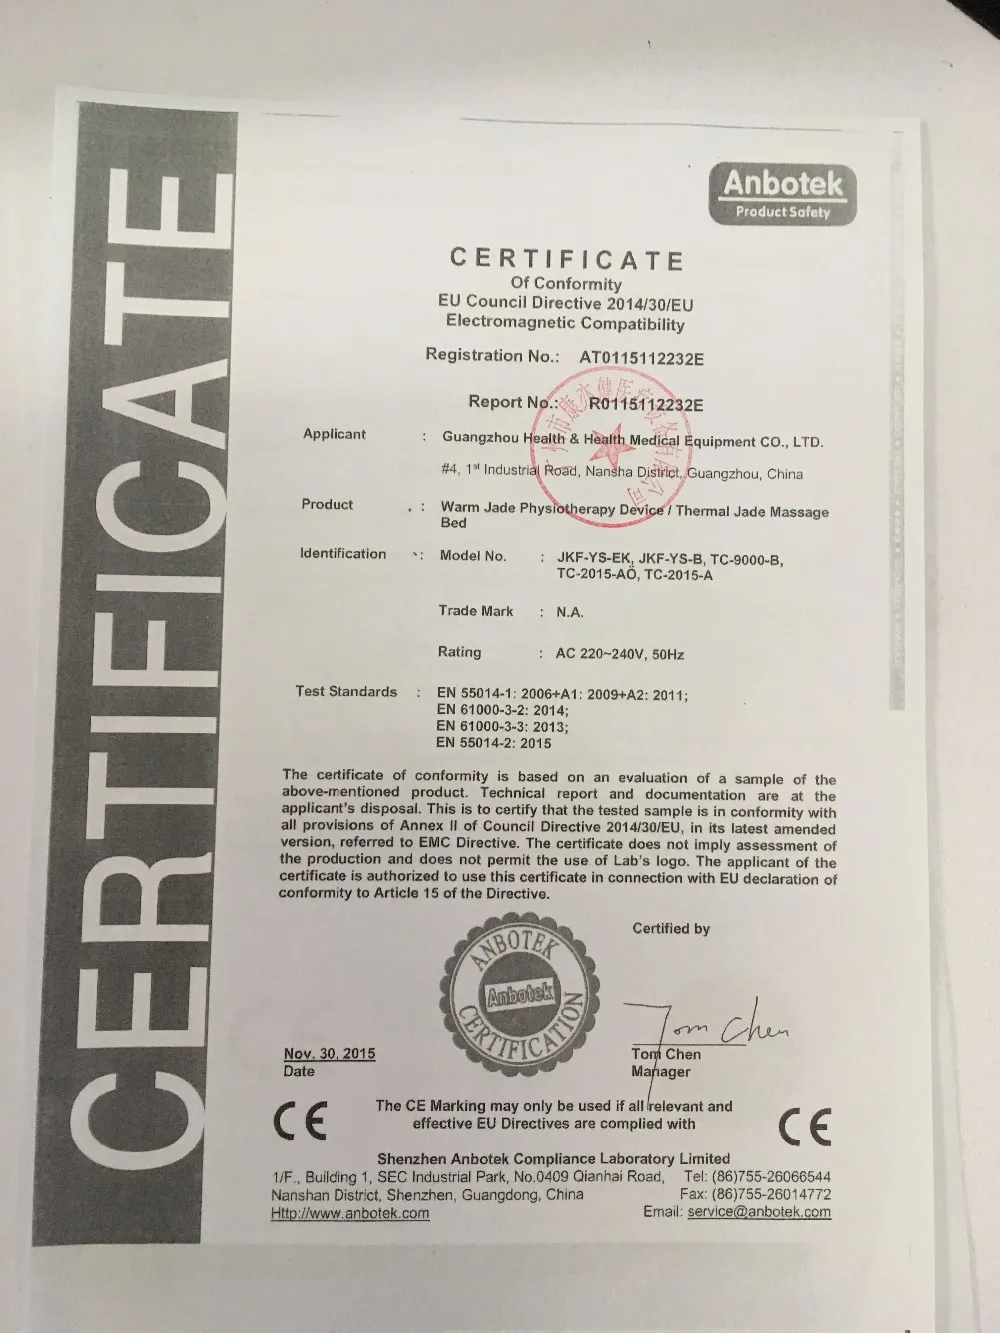 CERTIFICATE
Anbotek
Product Safety
CERTIFICATE
Of Conformity
EU Council Directive 2014/30/EU
Electromagnetic Compatibility
Registration No.: AT0115112232E
Report No.: R0115112232E
Applicant : Guangzhou Health & Health Medical Equipment CO., LTD.
#4, 1st Industrial Road, Nansha District, Guangzhou, China
Product : Warm Jade Physiotherapy Device / Thermal Jade Massage
Bed
Identification : Model No. : JKF-YS-EK, JKF-YS-B, TC-9000-B,
TC-2015-AÖ, TC-2015-A
Trade Mark : N.A.
Rating : AC 220~240V, 50Hz
Test Standards : EN 55014-1: 2006+A1: 2009+A2: 2011;
EN 61000-3-2: 2014;
EN 61000-3-3: 2013;
EN 55014-2: 2015
The certificate of conformity is based on an evaluation of a sample of the
above-mentioned product. Technical report and documentation are at the
applicant's disposal. This is to certify that the tested sample is in conformity with
all provisions of Annex II of Council Directive 2014/30/EU, in its latest amended
version, referred to EMC Directive. The certificate does not imply assessment of
the production and does not permit the use of Lab's logo. The applicant of the
certificate is authorized to use this certificate in connection with EU declaration of
conformity to Article 15 of the Directive.
ANBOTEK
Anbotek
CERTIFICATION
Certified by
Tom Chen
Tom Chen
Manager
Nov. 30, 2015
Date
CE
The CE Marking may only be used if all relevant and
effective EU Directives are complied with
CE
Shenzhen Anbotek Compliance Laboratory Limited
1/F., Building 1, SEC Industrial Park, No.0409 Qianhai Road, Tel: (86)755-26066544
Nanshan District, Shenzhen, Guangdong, China Fax: (86)755-26014772
Http://www.anbotek.com Email: service@anbotek.com